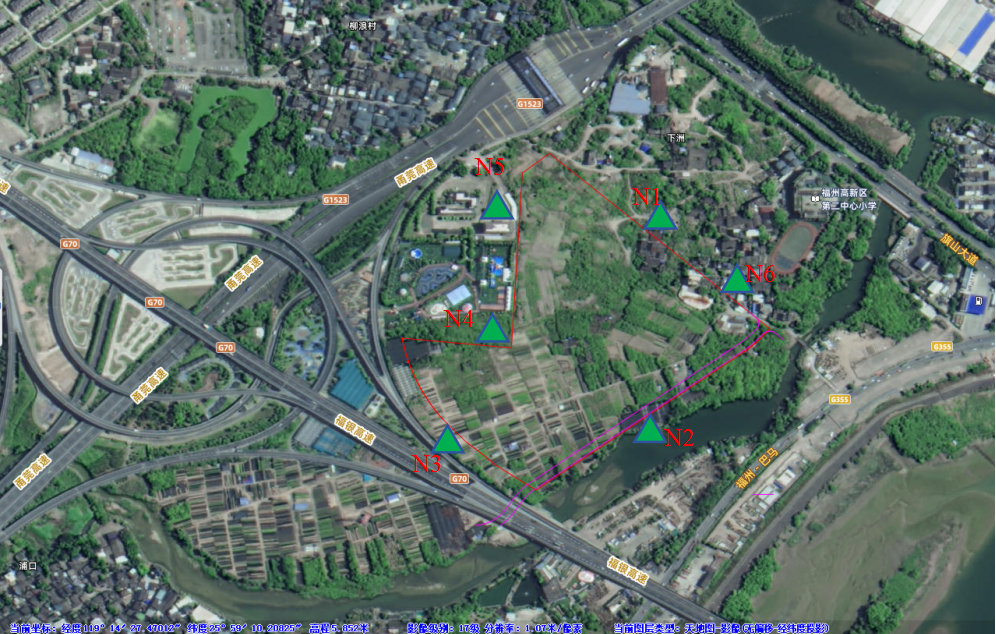 柳浪村
G1523
下洲
甬莞高速
N5
N1
福州高新区
第二中心小学
G1523
旗山大道
G70
甬莞高速
N6
G70
N4
G70
G355
甬莞高速
G355
福银高速
N2
N3
福州－巴马
甬莞高速
G70
福银高速
浦口
当前坐标: 经度119° 14′ 27.47012″ 纬度25° 59′ 10.20825″ 高程5.852米 影像级别: 17级 分辨率: 1.07米/像素 当前图层类型: 天地图-影像(无偏移 经纬度投影)